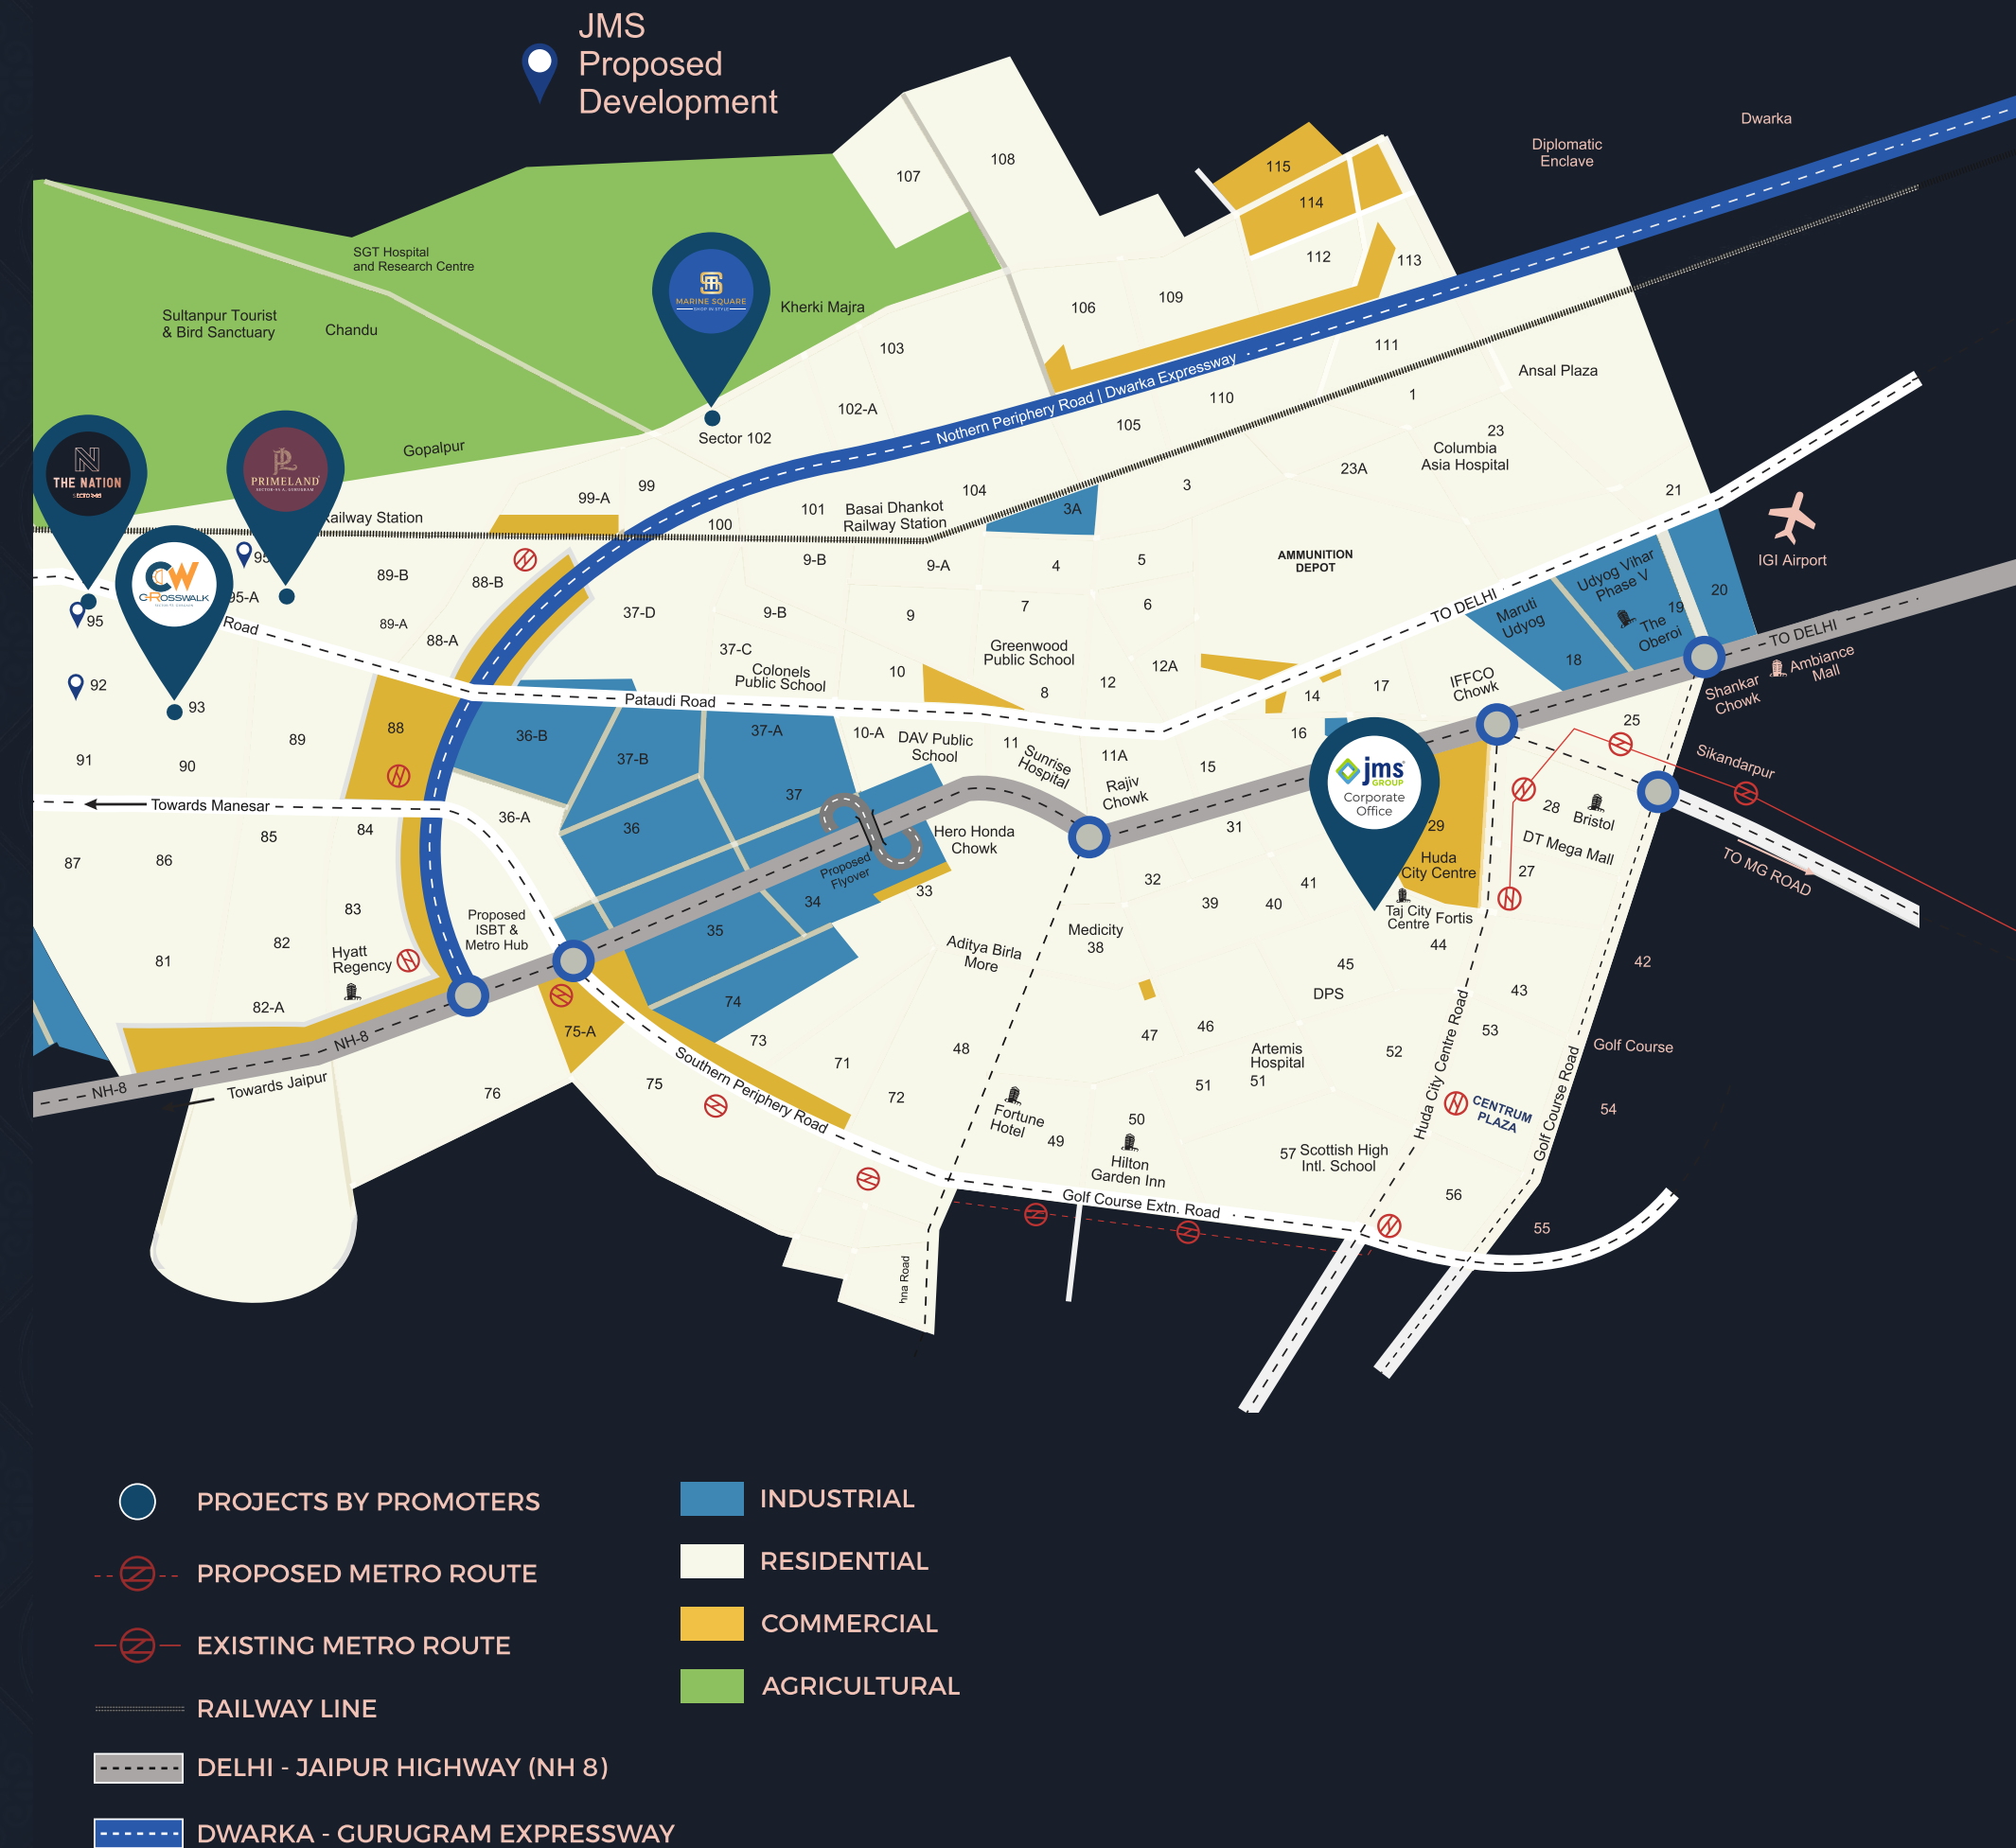 JMS
Proposed
Development
Dwarka
Diplomatic
Enclave
108
107
115
114
112
113
SGT Hospital
and Research Centre
Sultanpur Tourist
& Bird Sanctuary
Chandu
Kherki Majra
MARINE SQUARE
SHOP IN STYLE
106
109
103
111
Ansal Plaza
102-A
Nothern Periphery Road | Dwarka Expressway
110
1
Sector 102
105
23
Columbia
Asia Hospital
Gopalpur
23A
THE NATION
PRIMELAND
99-A
99
104
3
21
Railway Station
100
101
Basai Dhankot
Railway Station
3A
95
9-B
9-A
4
5
AMMUNITION
DEPOT
IGI Airport
CROSSWALK
89-B
88-B
Udyog Vihar
Phase V
20
95-A
37-D
9-B
9
7
6
TO DELHI
Maruti
Udyog
19
The
Oberoi
TO DELHI
95
Road
89-A
88-A
37-C
Colonels
Public School
Greenwood
Public School
12A
18
Ambiance
Mall
92
10
8
12
14
17
IFFCO
Chowk
Shankar
Chowk
93
Pataudi Road
88
36-B
37-A
10-A
DAV Public
School
11
Sunrise
Hospital
11A
16
25
89
91
90
37-B
15
Sikandarpur
Rajiv
Chowk
jms
GROUP
Corporate
Office
Towards Manesar
36-A
37
28
Bristol
84
85
36
Hero Honda
Chowk
31
29
DT Mega Mall
87
86
Proposed
Flyover
Huda
City Centre
27
TO MG ROAD
32
41
33
34
39
40
83
Proposed
ISBT &
Metro Hub
35
Medicity
38
Taj City
Centre
Fortis
44
82
Hyatt
Regency
81
Aditya Birla
More
45
42
82-A
74
DPS
43
NH-8
75-A
73
48
47
46
53
52
Golf Course
Artemis
Hospital
51
NH-8
Towards Jaipur
75
Southern Periphery Road
71
72
51
Huda City Centre Road
CENTRUM
PLAZA
Golf Course Road
54
76
Fortune
Hotel
49
50
Hilton
Garden Inn
57
Scottish High
Intl. School
56
Golf Course Extn. Road
55
hna Road
PROJECTS BY PROMOTERS
INDUSTRIAL
PROPOSED METRO ROUTE
RESIDENTIAL
EXISTING METRO ROUTE
COMMERCIAL
RAILWAY LINE
AGRICULTURAL
DELHI - JAIPUR HIGHWAY (NH 8)
DWARKA - GURUGRAM EXPRESSWAY